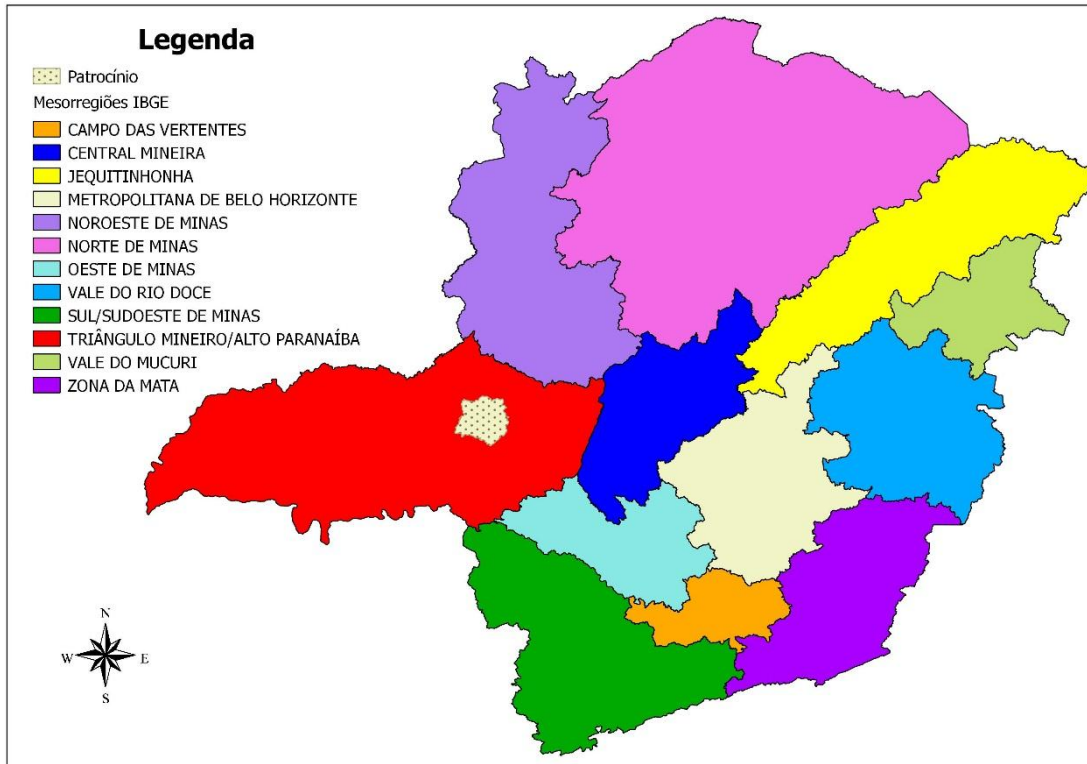 Legenda
Patrocínio
Mesorregiões IBGE
CAMPO DAS VERTENTES
CENTRAL MINEIRA
JEQUITINHONHA
METROPOLITANA DE BELO HORIZONTE
NOROESTE DE MINAS
NORTE DE MINAS
OESTE DE MINAS
VALE DO RIO DOCE
SUL/SUDOESTE DE MINAS
TRIÂNGULO MINEIRO/ALTO PARANAÍBA
VALE DO MUCURI
ZONA DA MATA
N
W E
S